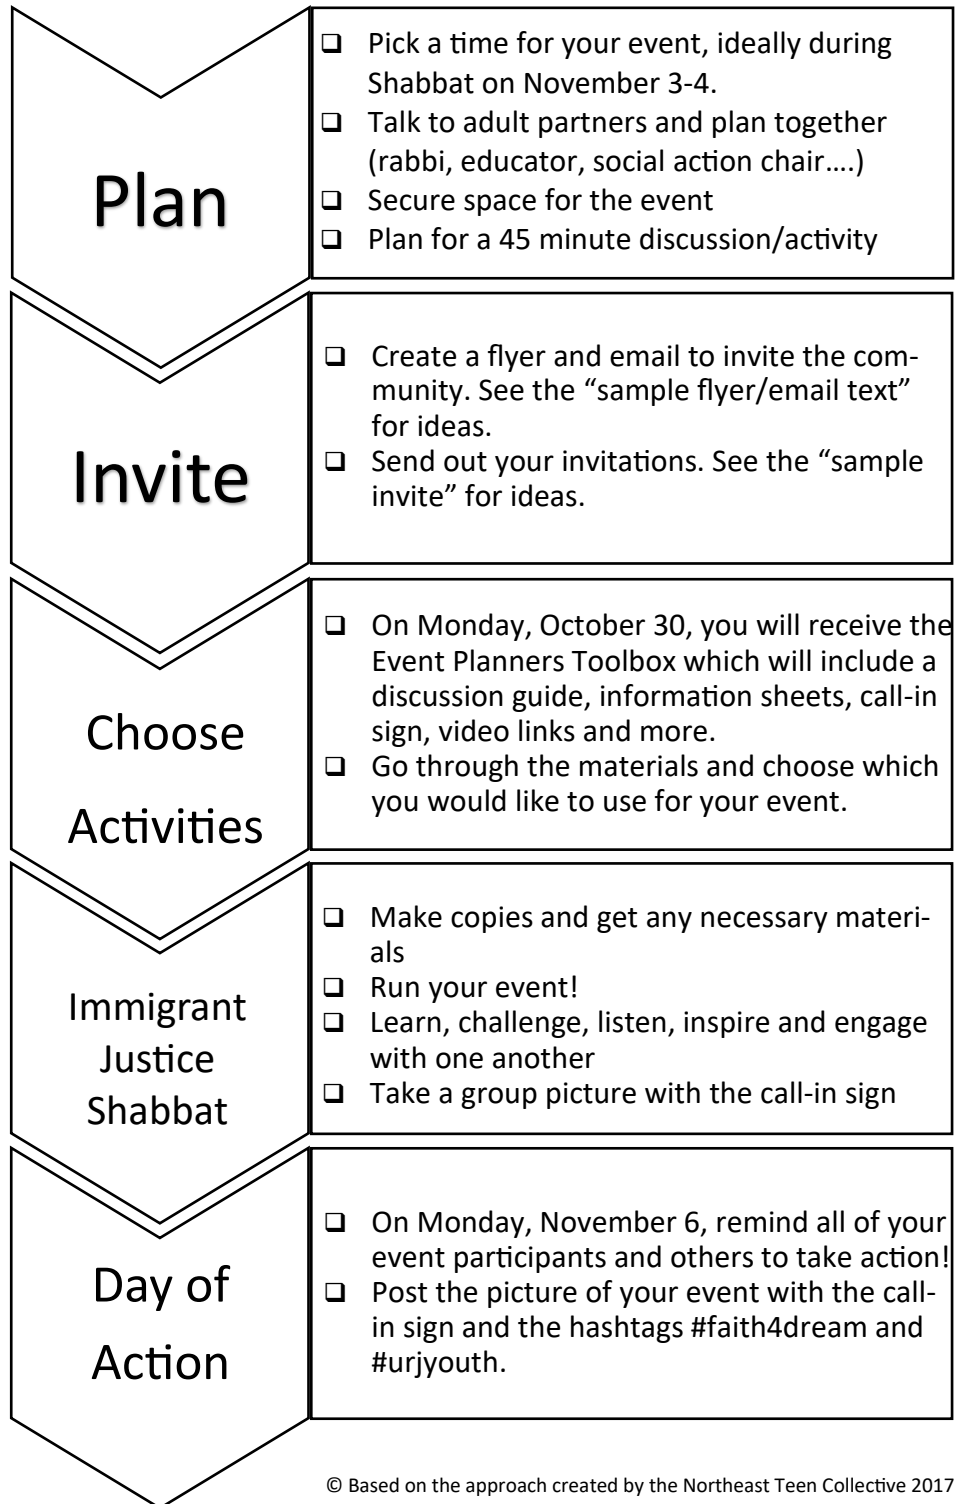 Plan
❑ Pick a time for your event, ideally during
Shabbat on November 3-4.
❑ Talk to adult partners and plan together
(rabbi, educator, social action chair….)
❑ Secure space for the event
❑ Plan for a 45 minute discussion/activity
Invite
❑ Create a flyer and email to invite the com-
munity. See the “sample flyer/email text”
for ideas.
❑ Send out your invitations. See the “sample
invite” for ideas.
Choose
Activities
❑ On Monday, October 30, you will receive the
Event Planners Toolbox which will include a
discussion guide, information sheets, call-in
sign, video links and more.
❑ Go through the materials and choose which
you would like to use for your event.
Immigrant
Justice
Shabbat
❑ Make copies and get any necessary materi-
als
❑ Run your event!
❑ Learn, challenge, listen, inspire and engage
with one another
❑ Take a group picture with the call-in sign
Day of
Action
❑ On Monday, November 6, remind all of your
event participants and others to take action!
❑ Post the picture of your event with the call-
in sign and the hashtags #faith4dream and
#urjyouth.
© Based on the approach created by the Northeast Teen Collective 2017